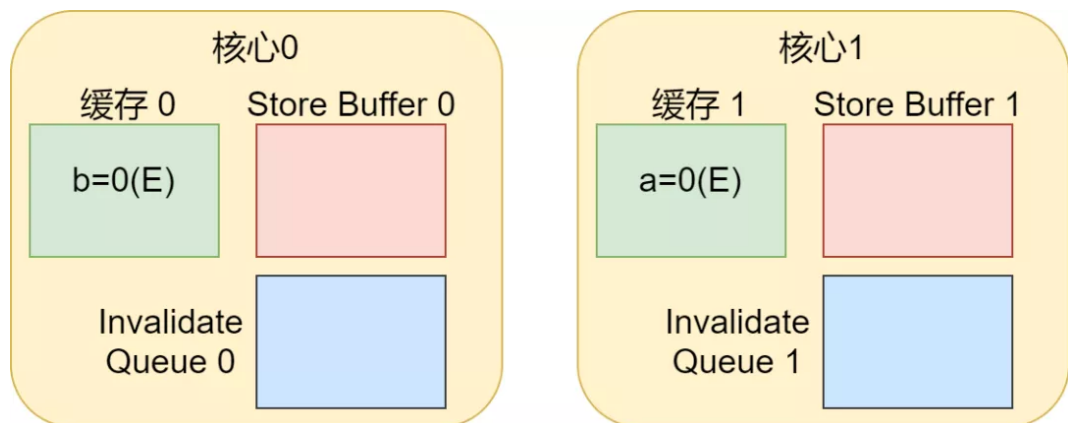 核心0
缓存 0
Store Buffer 0
b=0(E)
Invalidate
Queue 0
核心1
缓存 1
Store Buffer 1
a=0(E)
Invalidate
Queue 1